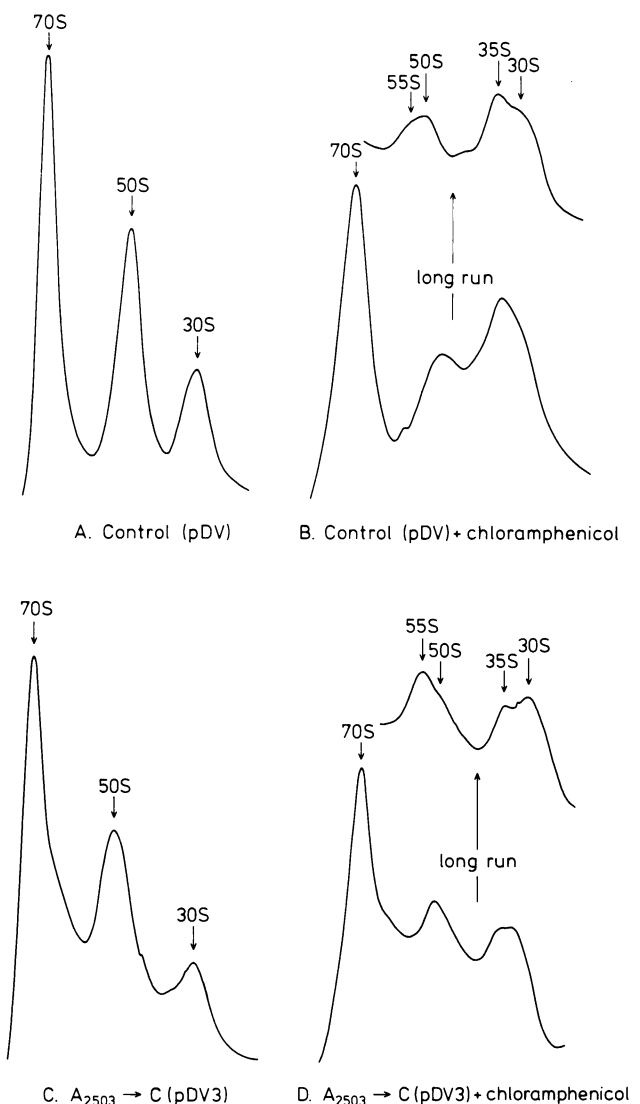 70S
50S
30S
A. Control (pDV)
35S
50S
30S
55S
70S
long run
B. Control (pDV) + chloramphenicol
70S
50S
30S
C. A2503 → C (pDV3)
55S
50S
35S
30S
70S
long run
D. A2503 → C (pDV3) + chloramphenicol